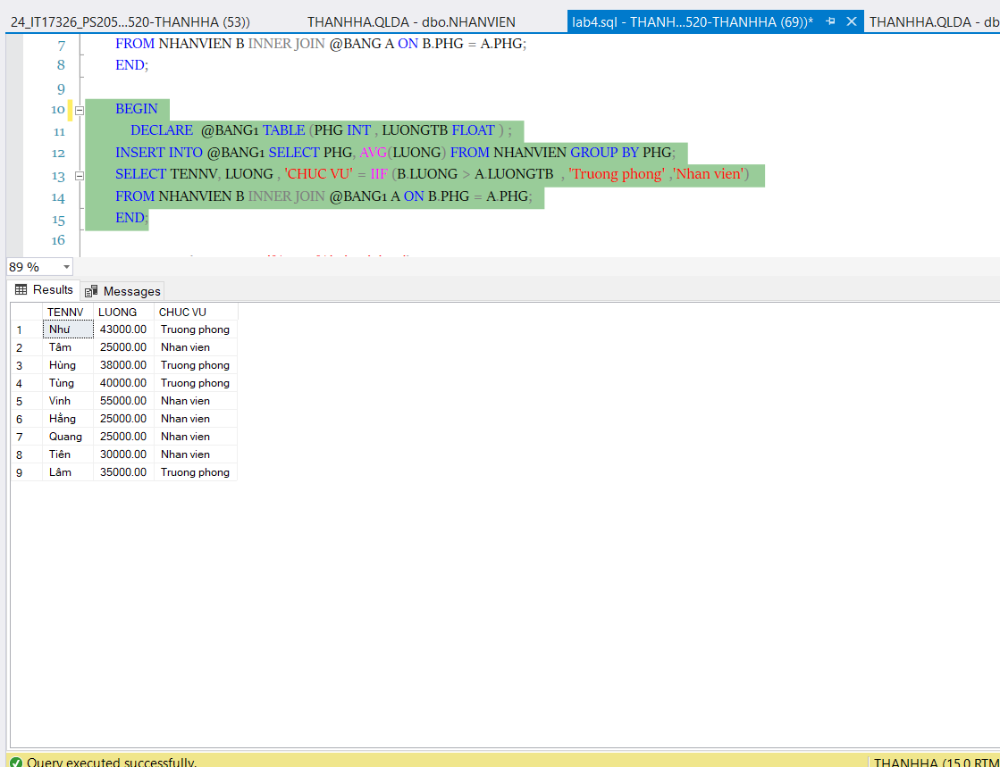 24_IT17326_PS205...520-THANHHA (53)) THANHHA.QLDA - dbo.NHANVIEN lab4.sql - THANH...520-THANHHA (69))* THANHHA.QLDA - db
7 FROM NHANVIEN B INNER JOIN @BANG A ON B.PHG = A.PHG;
8 END;
9
10 BEGIN
11 DECLARE @BANG1 TABLE (PHG INT , LUONGTB FLOAT ) ;
12 INSERT INTO @BANG1 SELECT PHG, AVG(LUONG) FROM NHANVIEN GROUP BY PHG;
13 SELECT TENNV, LUONG , 'CHUC VU' = IIF (B.LUONG > A.LUONGTB , 'Truong phong' ,'Nhan vien')
14 FROM NHANVIEN B INNER JOIN @BANG1 A ON B.PHG = A.PHG;
15 END;
16
89 %
Results Messages
TENNV LUONG CHUC VU
1 Như 43000.00 Truong phong
2 Tâm 25000.00 Nhan vien
3 Hùng 38000.00 Truong phong
4 Tùng 40000.00 Truong phong
5 Vinh 55000.00 Nhan vien
6 Hằng 25000.00 Nhan vien
7 Quang 25000.00 Nhan vien
8 Tiên 30000.00 Nhan vien
9 Lâm 35000.00 Truong phong
Query executed successfully. THANHHA (15.0 RTM